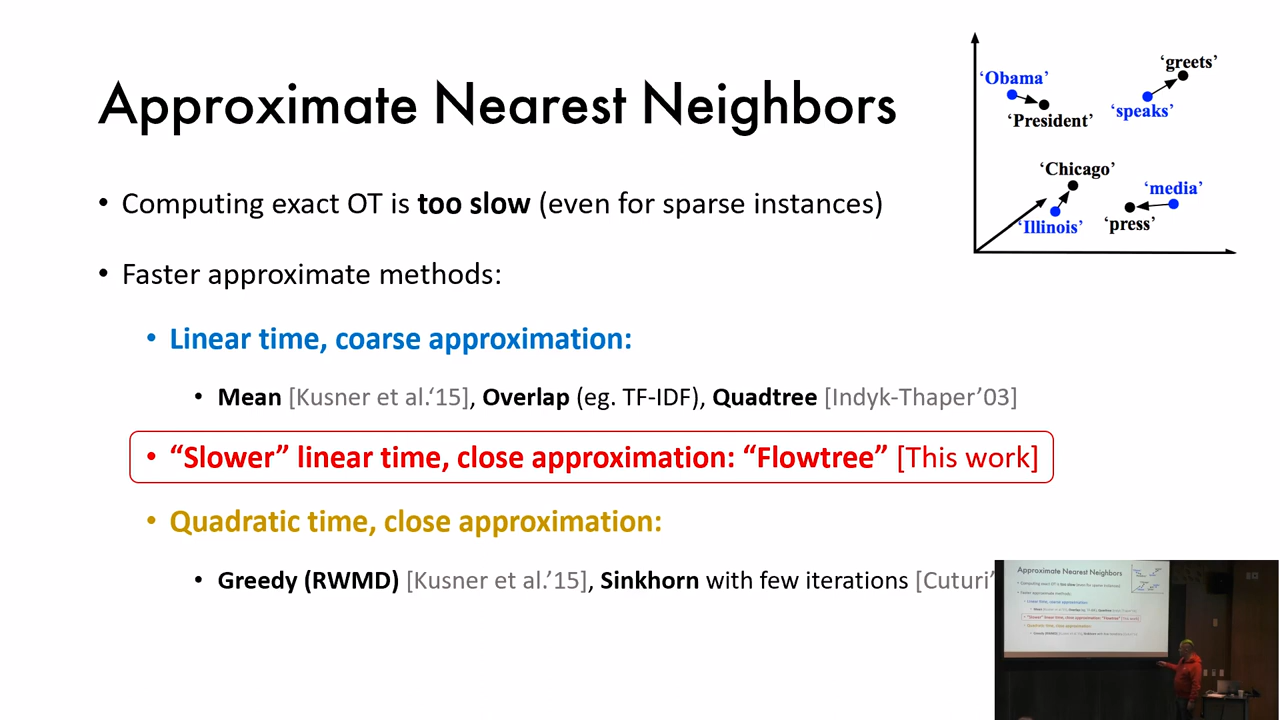 Approximate Nearest Neighbors
• Computing exact OT is too slow (even for sparse instances)
• Faster approximate methods:
• Linear time, coarse approximation:
• Mean [Kusner et al.‘15], Overlap (eg. TF-IDF), Quadtree [Indyk-Thaper’03]
• “Slower” linear time, close approximation: “Flowtree” [This work]
• Quadratic time, close approximation:
• Greedy (RWMD) [Kusner et al.’15], Sinkhorn with few iterations [Cuturi’
‘greets’
‘Obama’
‘speaks’
‘President’
‘Chicago’
‘media’
‘Illinois’
‘press’
Approximate Nearest Neighbors